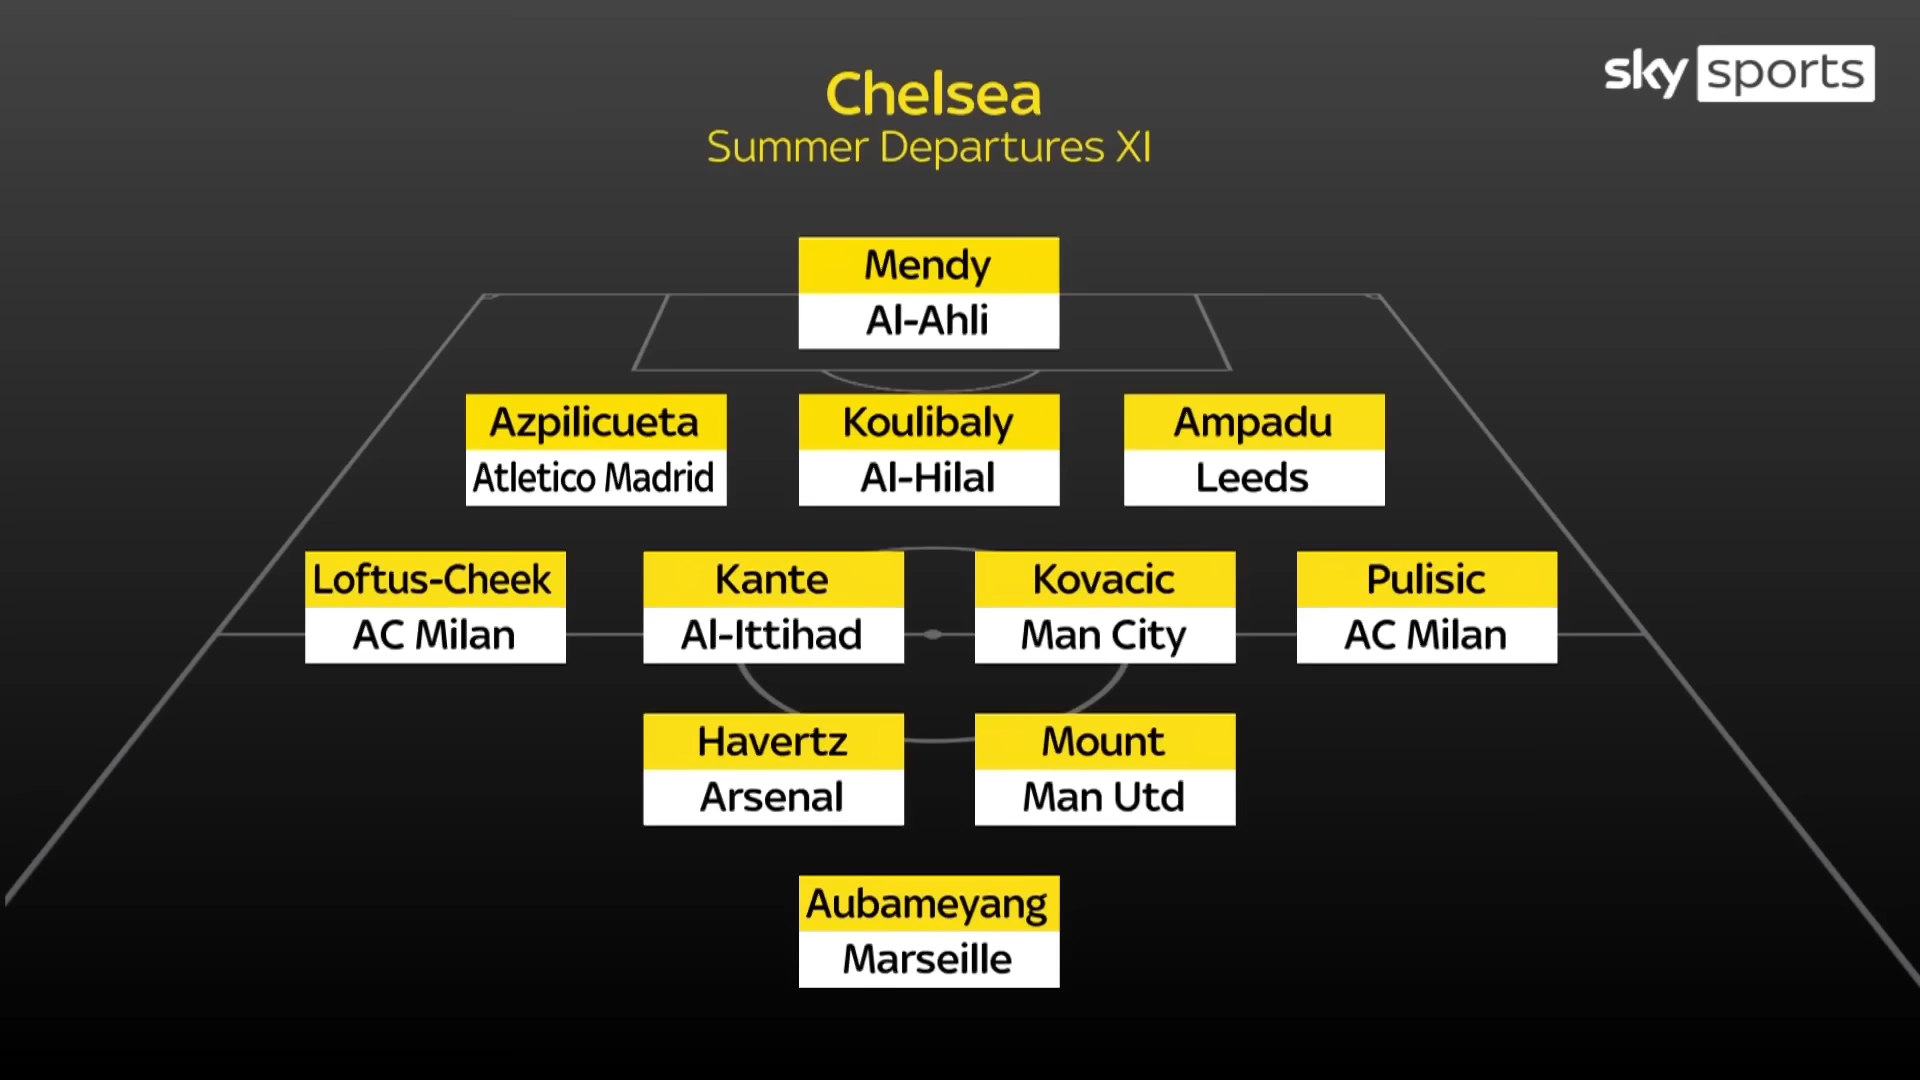 sky sports
Chelsea
Summer Departures XI
Mendy
Al-Ahli
Azpilicueta
Atletico Madrid
Koulibaly
Al-Hilal
Ampadu
Leeds
Loftus-Cheek
AC Milan
Kante
Al-Ittihad
Kovacic
Man City
Pulisic
AC Milan
Havertz
Arsenal
Mount
Man Utd
Aubameyang
Marseille